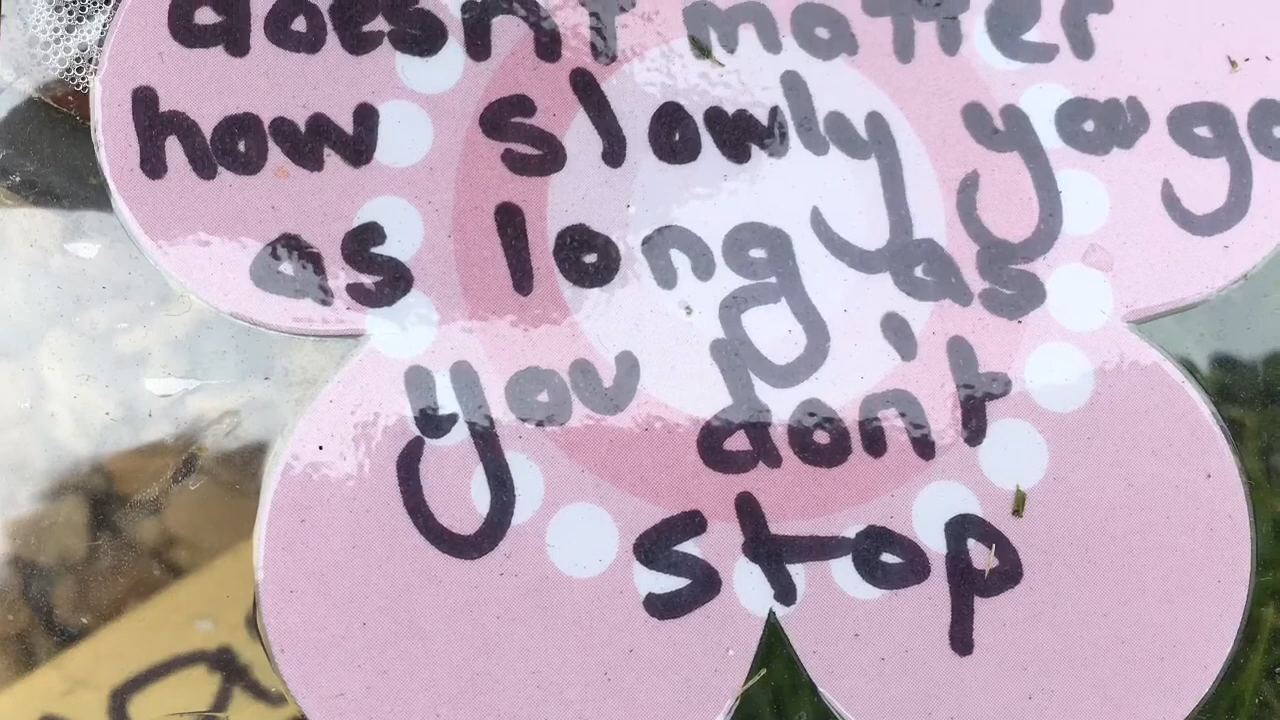 doesn't matter
how slowly you go
as long as
you don't
stop